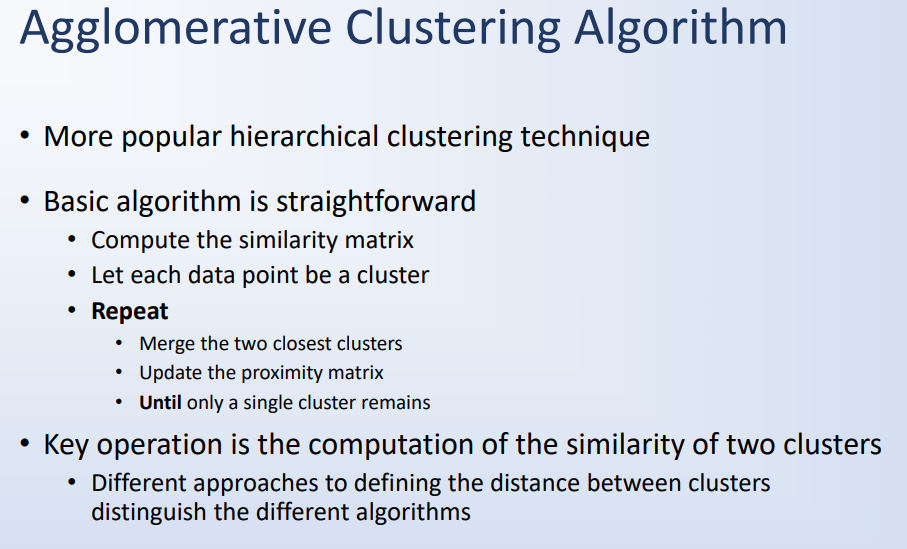 Agglomerative Clustering Algorithm
• More popular hierarchical clustering technique
• Basic algorithm is straightforward
• Compute the similarity matrix
• Let each data point be a cluster
• Repeat
• Merge the two closest clusters
• Update the proximity matrix
• Until only a single cluster remains
• Key operation is the computation of the similarity of two clusters
• Different approaches to defining the distance between clusters
distinguish the different algorithms